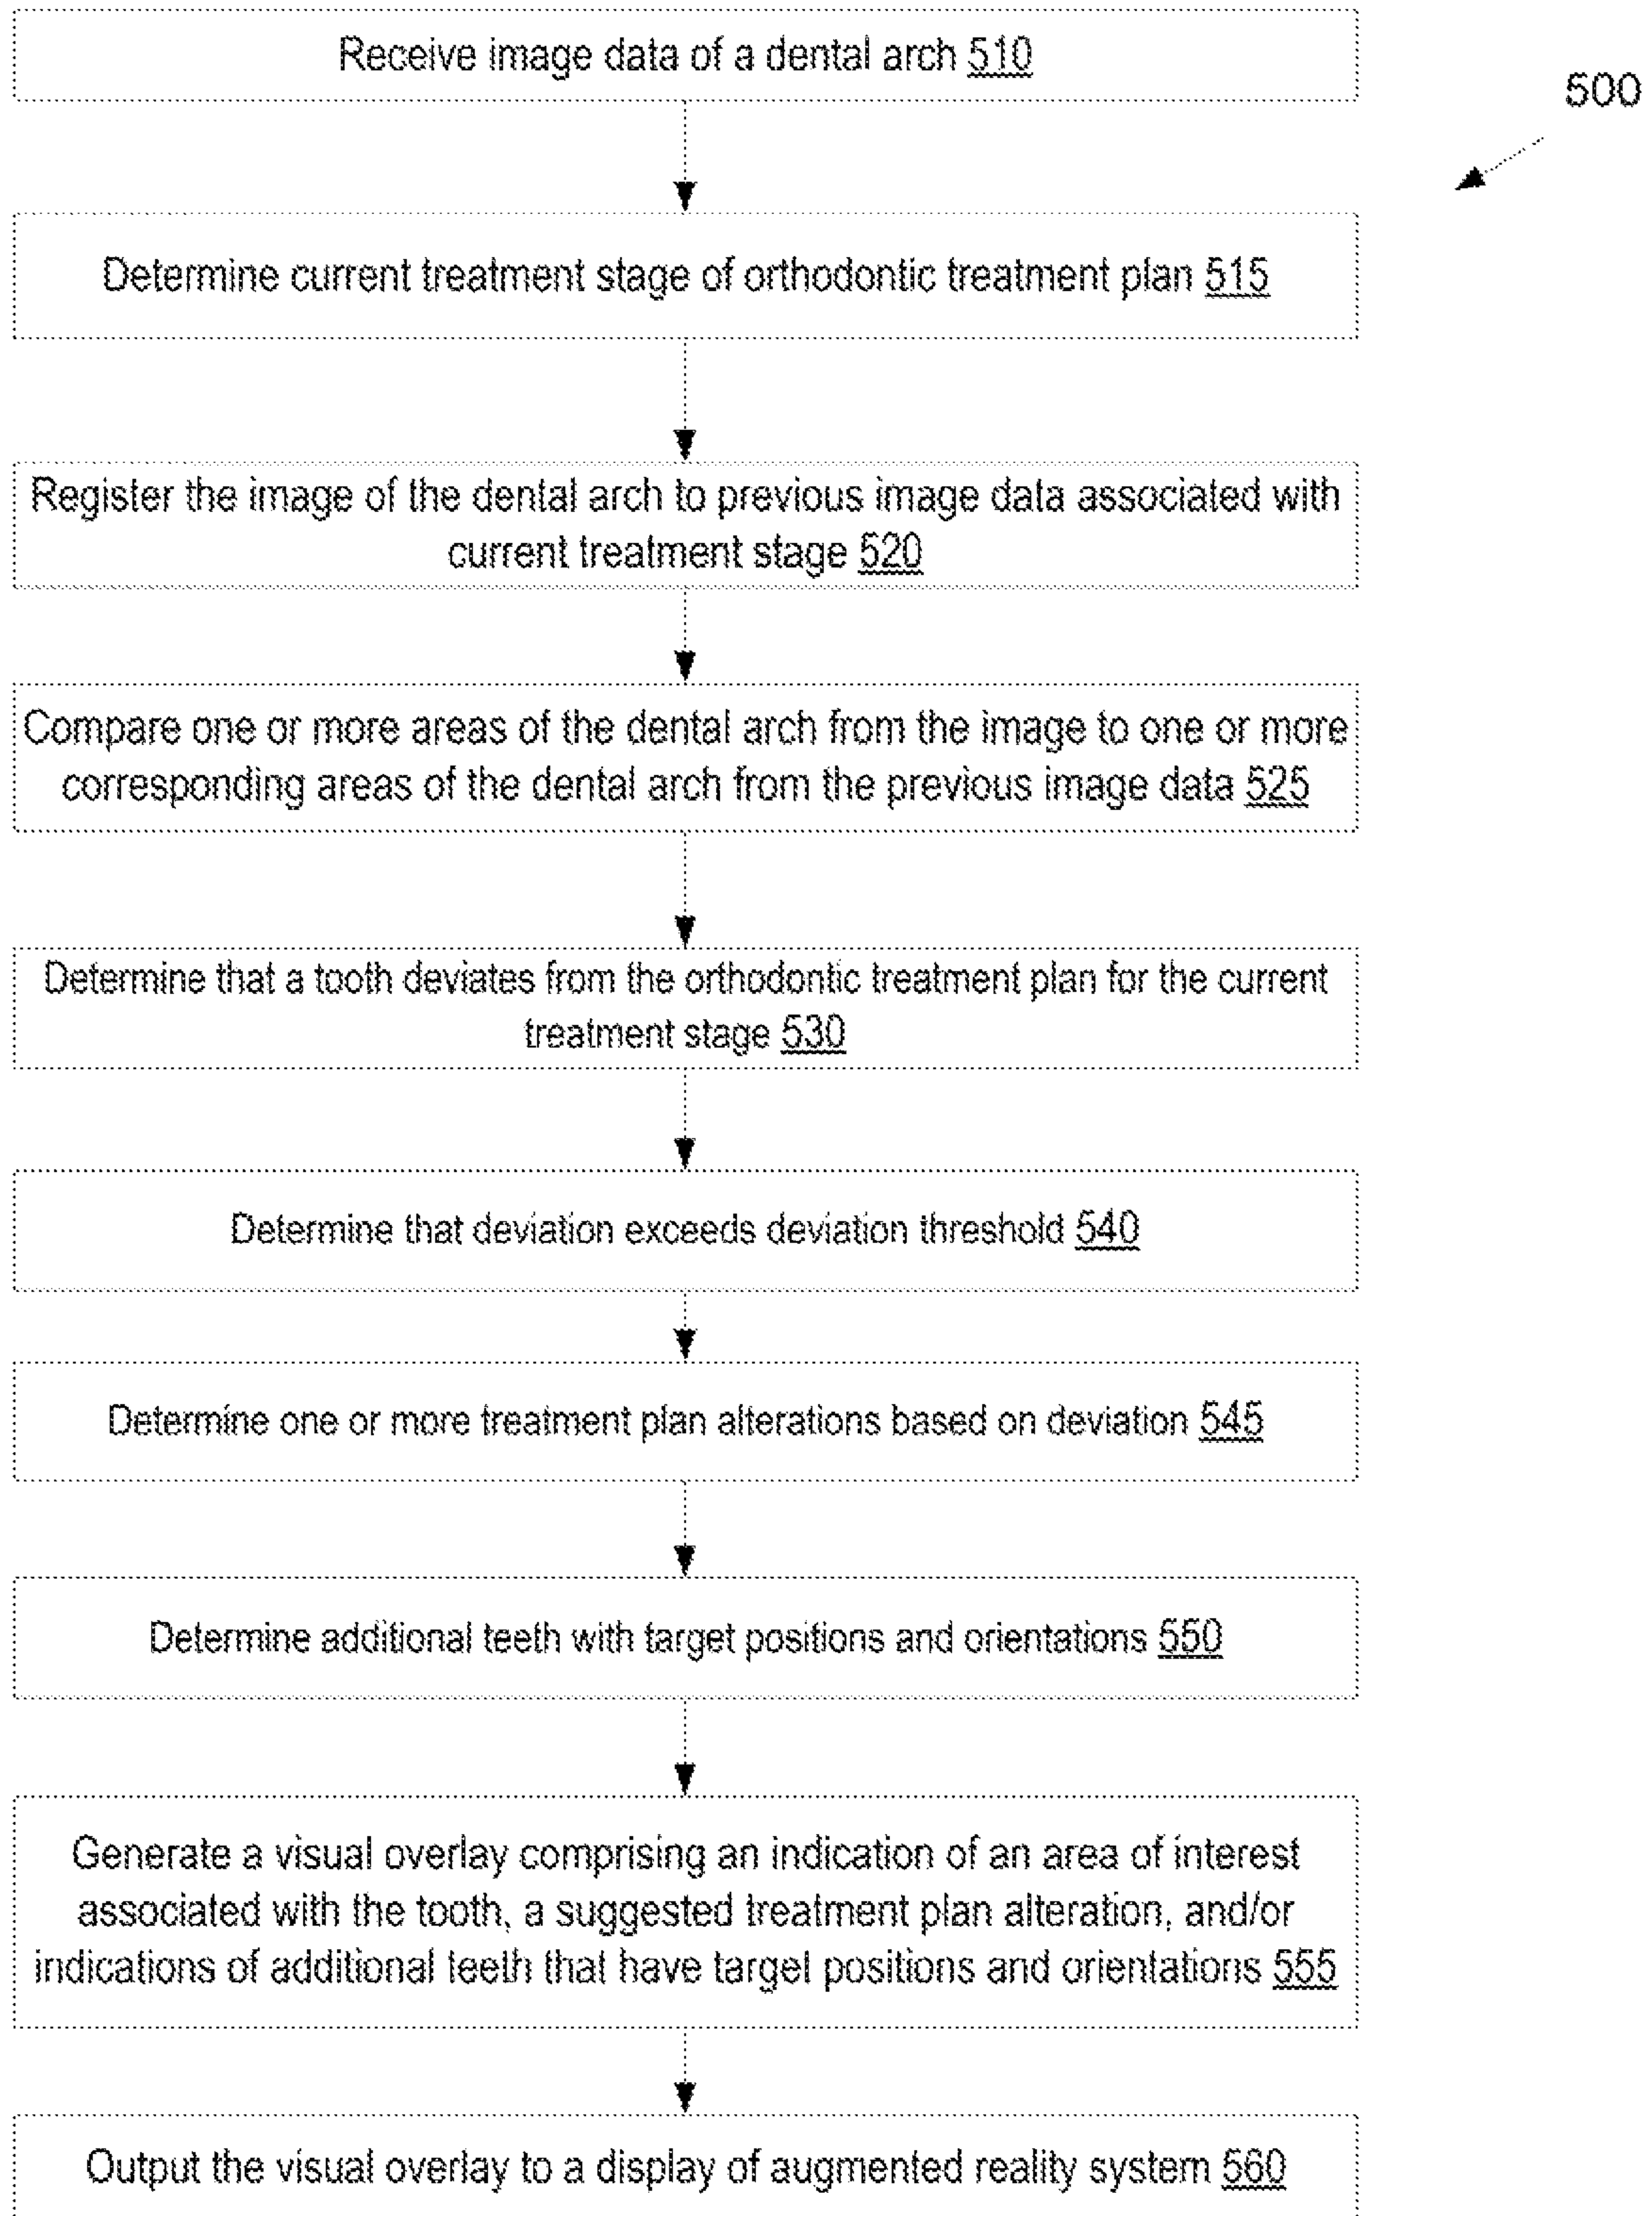 Receive image data of a dental arch 510
500
Determine current treatment stage of orthodontic treatment plan 515
Register the image of the dental arch to previous image data associated with
current treatment stage 520
Compare one or more areas of the dental arch from the image to one or more
corresponding areas of the dental arch from the previous image data 525
Determine that a tooth deviates from the orthodontic treatment plan for the current
treatment stage 530
Determine that deviation exceeds deviation threshold 540
Determine one or more treatment plan alterations based on deviation 545
Determine additional teeth with target positions and orientations 550
Generate a visual overlay comprising an indication of an area of interest
associated with the tooth, a suggested treatment plan alteration, and/or
indications of additional teeth that have target positions and orientations 555
Output the visual overlay to a display of augmented reality system 560